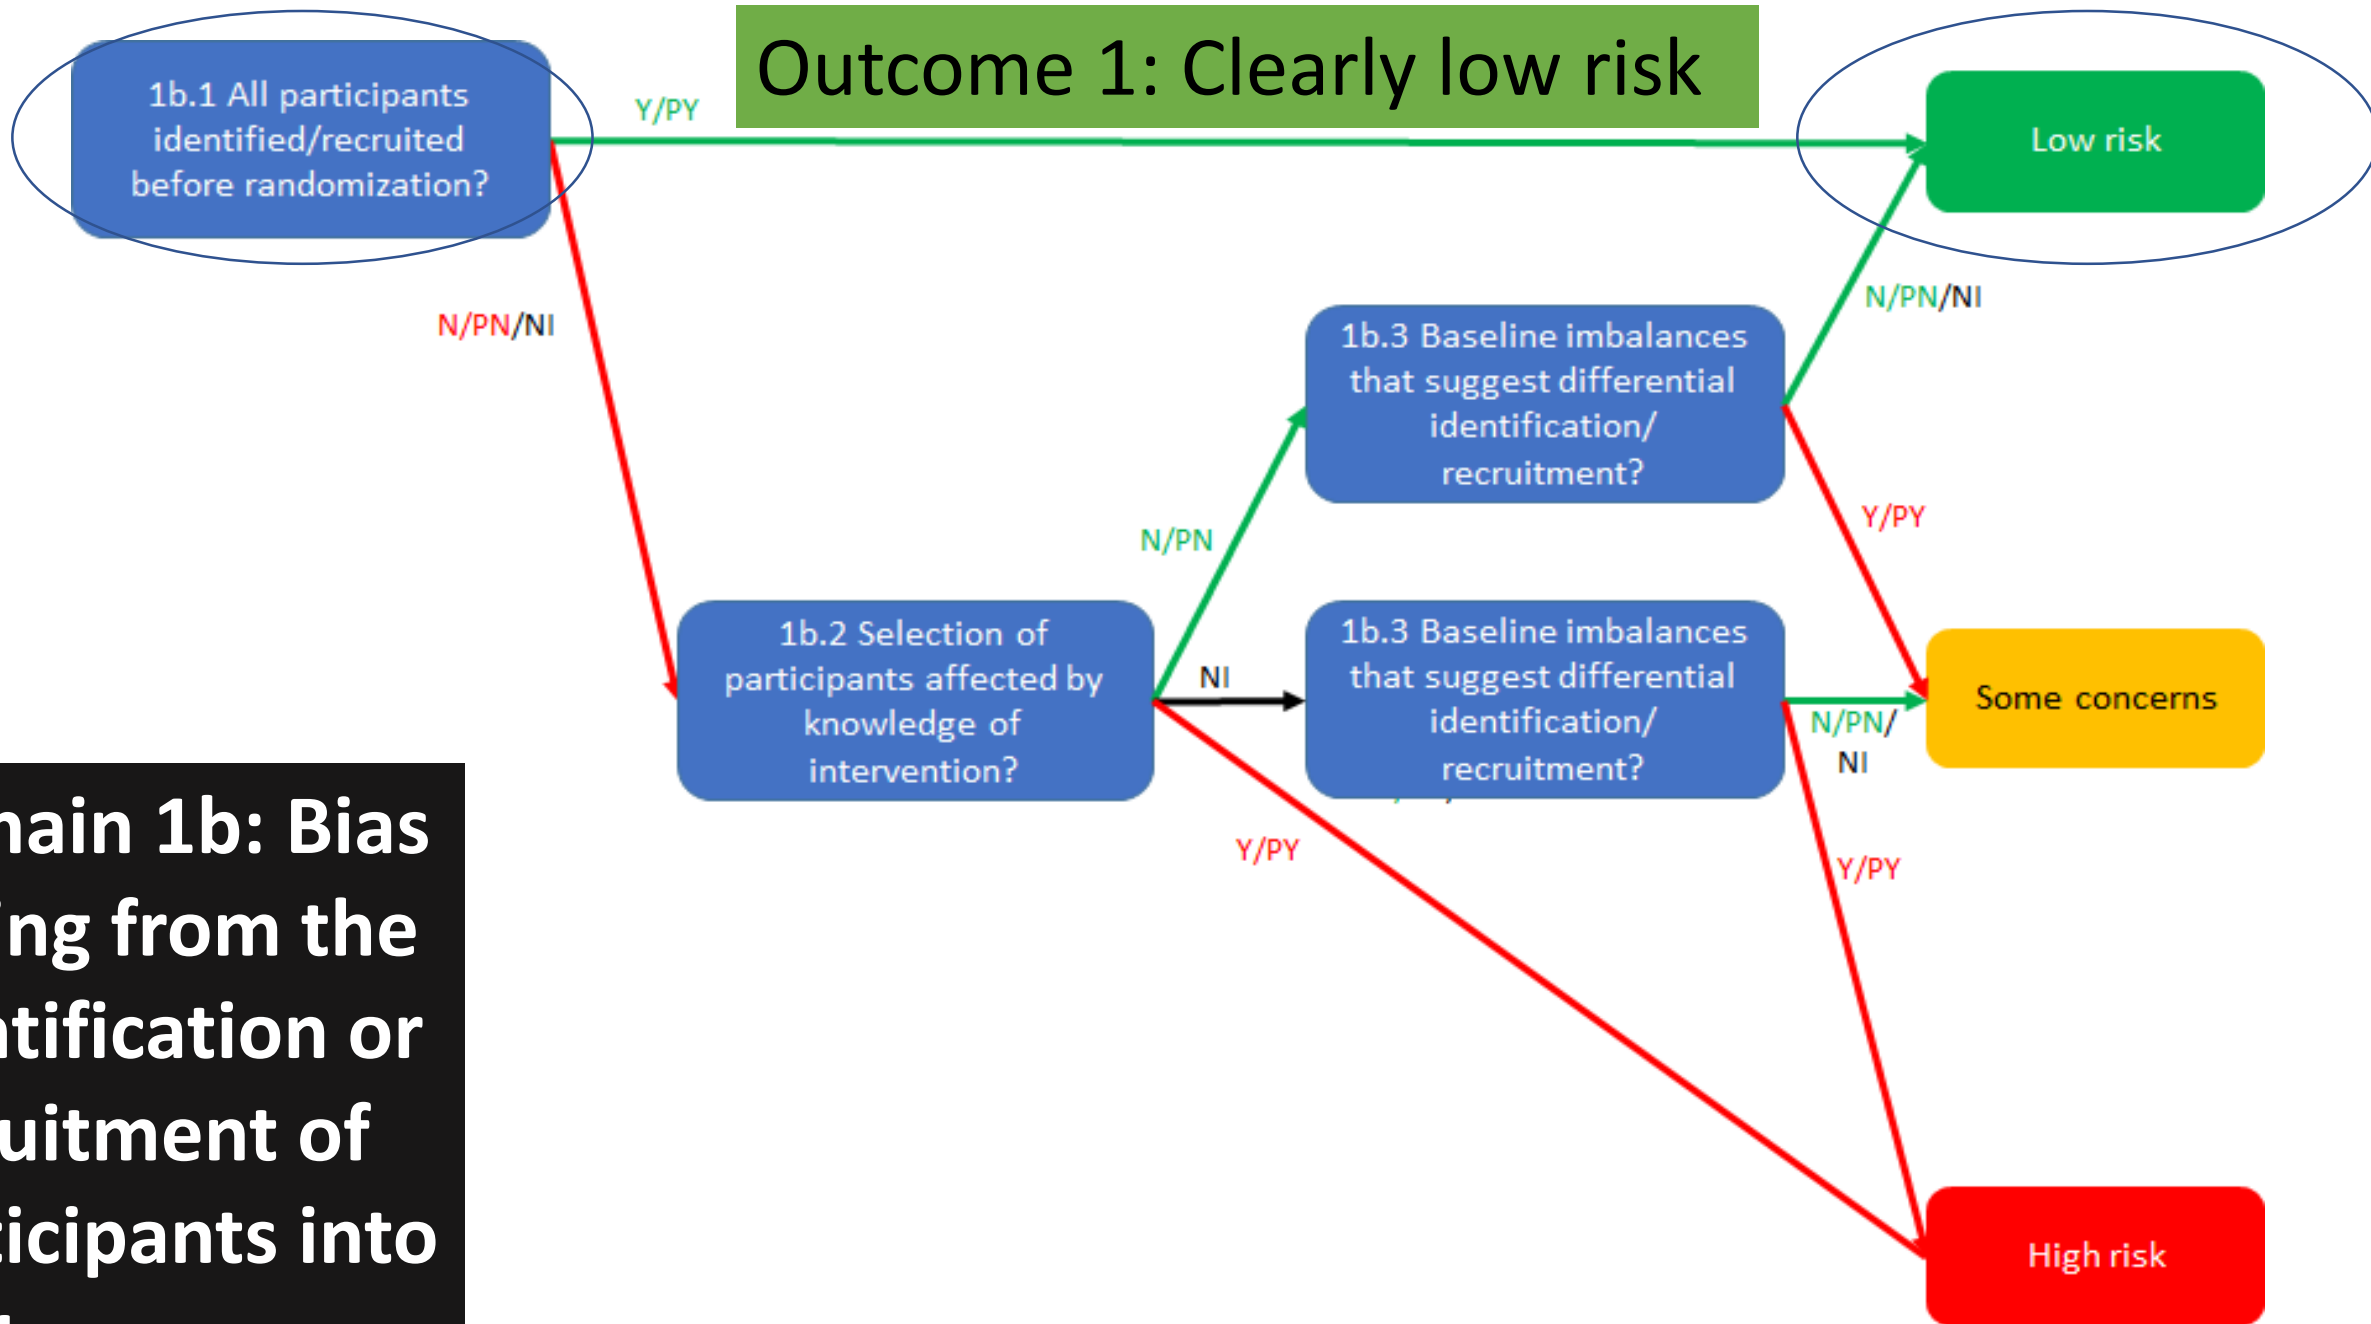 Outcome 1: Clearly low risk
1b.1 All participants
identified/recruited
before randomization?
Y/PY
Low risk
N/PN/NI
N/PN/NI
1b.3 Baseline imbalances
that suggest differential
identification/
recruitment?
Y/PY
N/PN
1b.2 Selection of
participants affected by
knowledge of
intervention?
NI
1b.3 Baseline imbalances
that suggest differential
identification/
recruitment?
N/PN/
NI
Some concerns
Y/PY
Y/PY
High risk
main 1b: Bias
ing from the
ntification or
uitment of
ticipants into